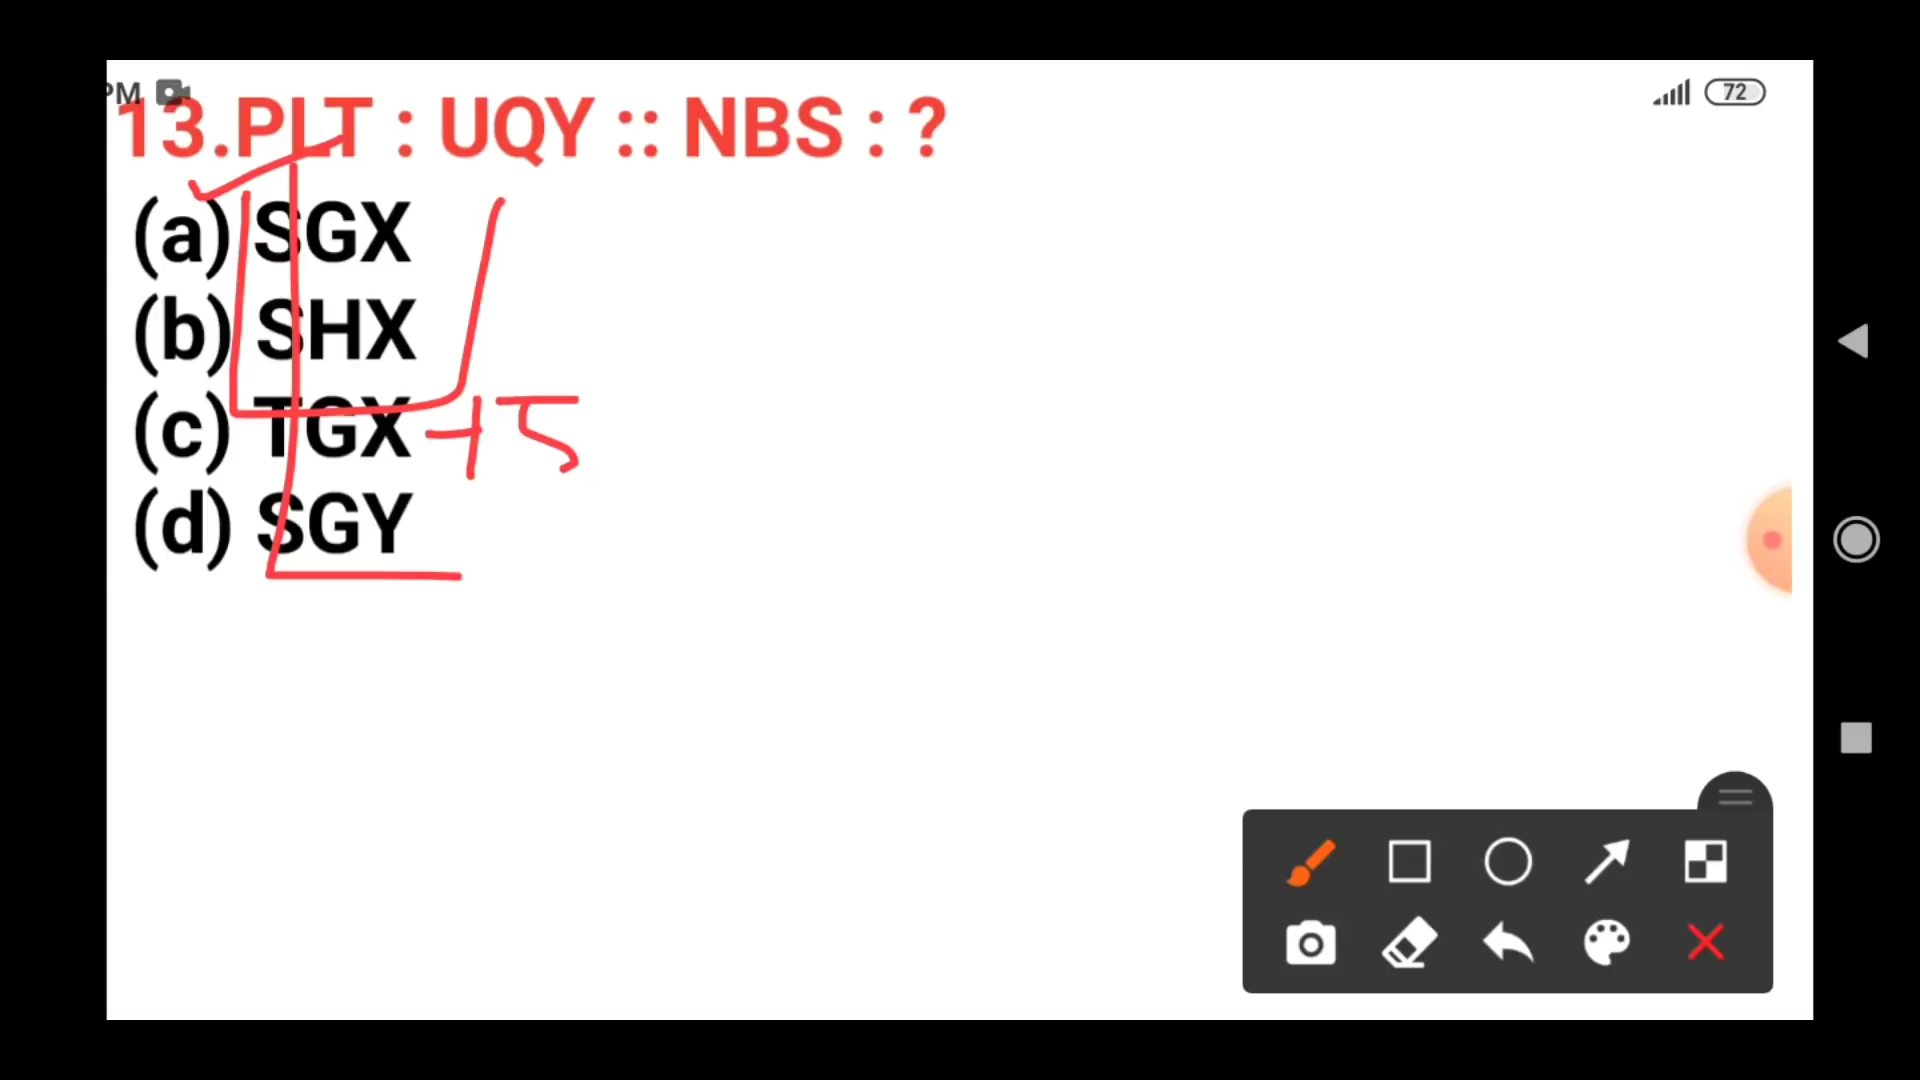 PM
72
13.PLT : UQY :: NBS : ?
(a) SGX
(b) SHX
(c) TGX +5
(d) SGY